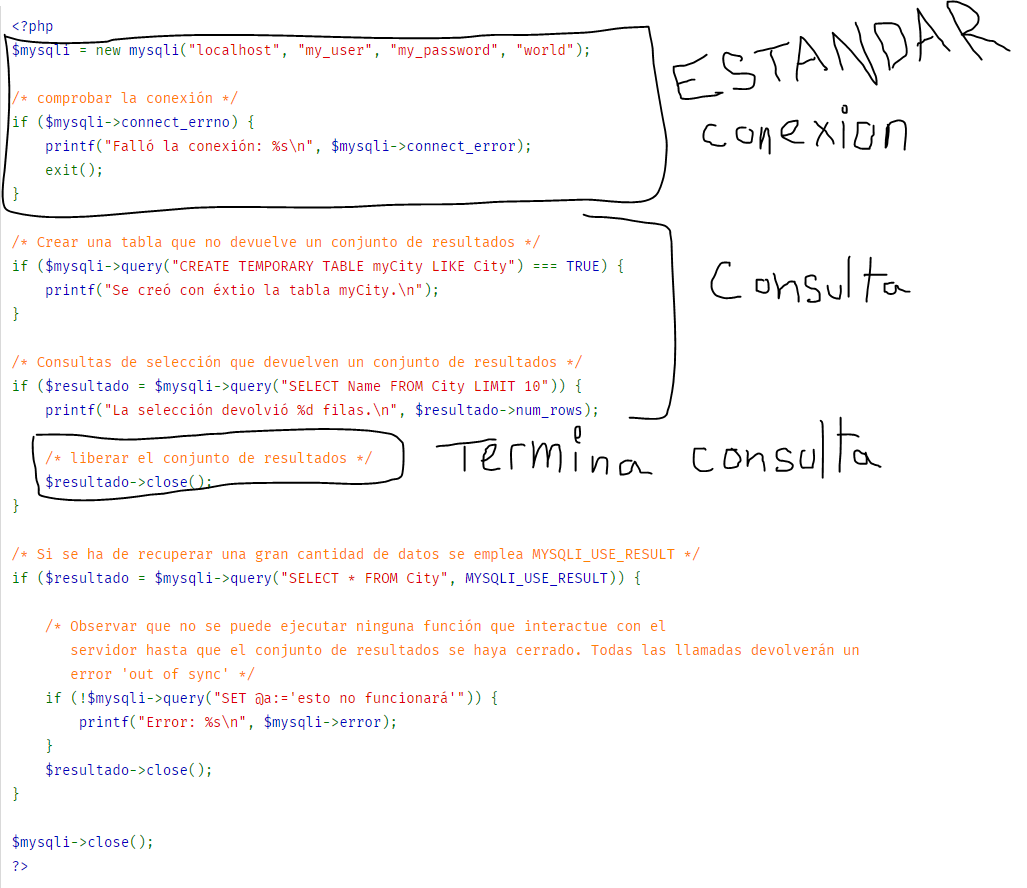 <?php
$mysqli = new mysqli("localhost", "my_user", "my_password", "world");
ESTANDAR
conexion
/* comprobar la conexión */
if ($mysqli->connect_errno) {
    printf("Falló la conexión: %s\n", $mysqli->connect_error);
    exit();
}
/* Crear una tabla que no devuelve un conjunto de resultados */
if ($mysqli->query("CREATE TEMPORARY TABLE myCity LIKE City") === TRUE) {
    printf("Se creó con éxtio la tabla myCity.\n");
}
Consulta
/* Consultas de selección que devuelven un conjunto de resultados */
if ($resultado = $mysqli->query("SELECT Name FROM City LIMIT 10")) {
    printf("La selección devolvió %d filas.\n", $resultado->num_rows);
    /* liberar el conjunto de resultados */
    $resultado->close();
Termina consulta
}
/* Si se ha de recuperar una gran cantidad de datos se emplea MYSQLI_USE_RESULT */
if ($resultado = $mysqli->query("SELECT * FROM City", MYSQLI_USE_RESULT)) {
    /* Observar que no se puede ejecutar ninguna función que interactue con el
       servidor hasta que el conjunto de resultados se haya cerrado. Todas las llamadas devolverán un
       error 'out of sync' */
    if (!$mysqli->query("SET @a:='esto no funcionará'")) {
        printf("Error: %s\n", $mysqli->error);
    }
    $resultado->close();
}
$mysqli->close();
?>